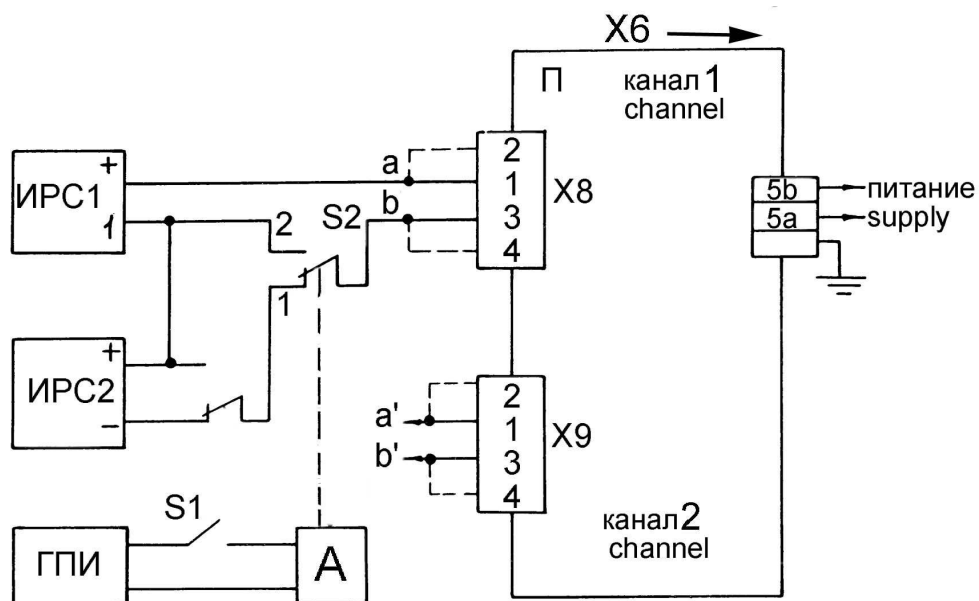 X6
П
канал 1
channel
+
ИРС1
1
a
b
2
1
3
4
X8
2
S2
1
5b
5a
питание
supply
+
ИРС2
-
a'
b'
2
1
3
4
X9
S1
ГПИ
A
канал 2
channel